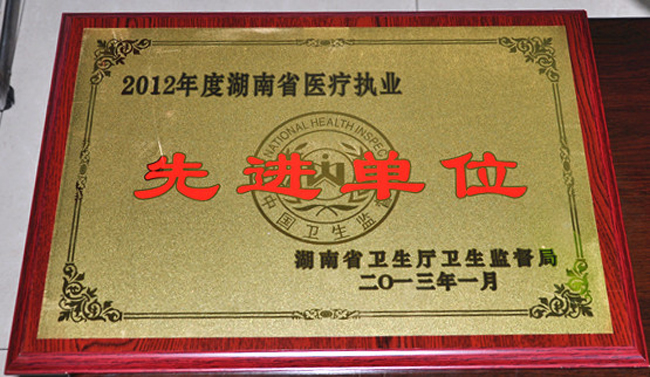 2012年度湖南省医疗执业
NATIONAL HEALTH INSPEC
先进单位
中国卫生监
湖南省卫生厅卫生监督局
二〇一三年一月